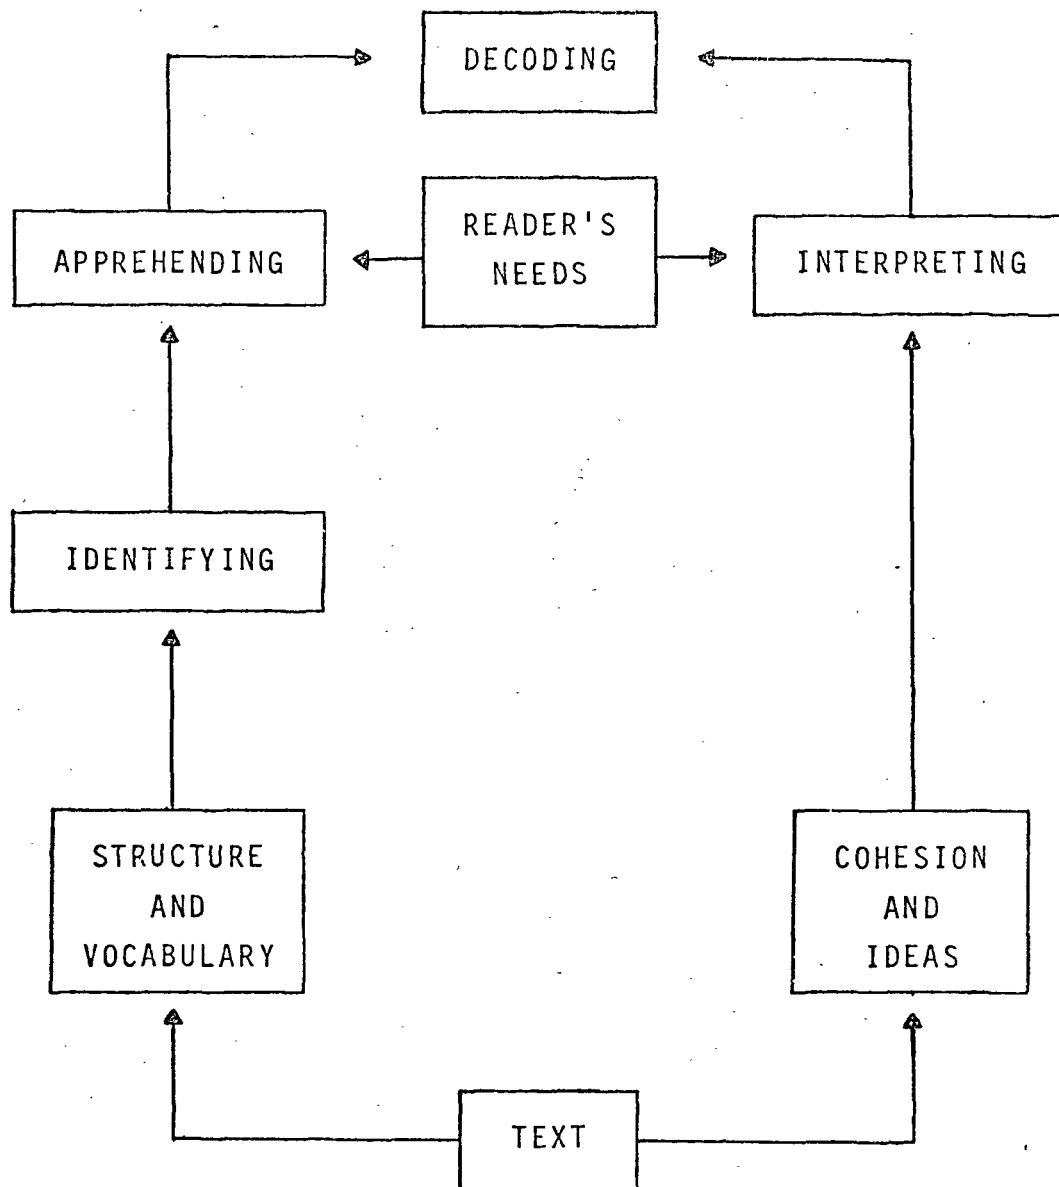 DECODING
READER'S
NEEDS
APPREHENDING
INTERPRETING
IDENTIFYING
STRUCTURE
AND
VOCABULARY
COHESION
AND
IDEAS
TEXT